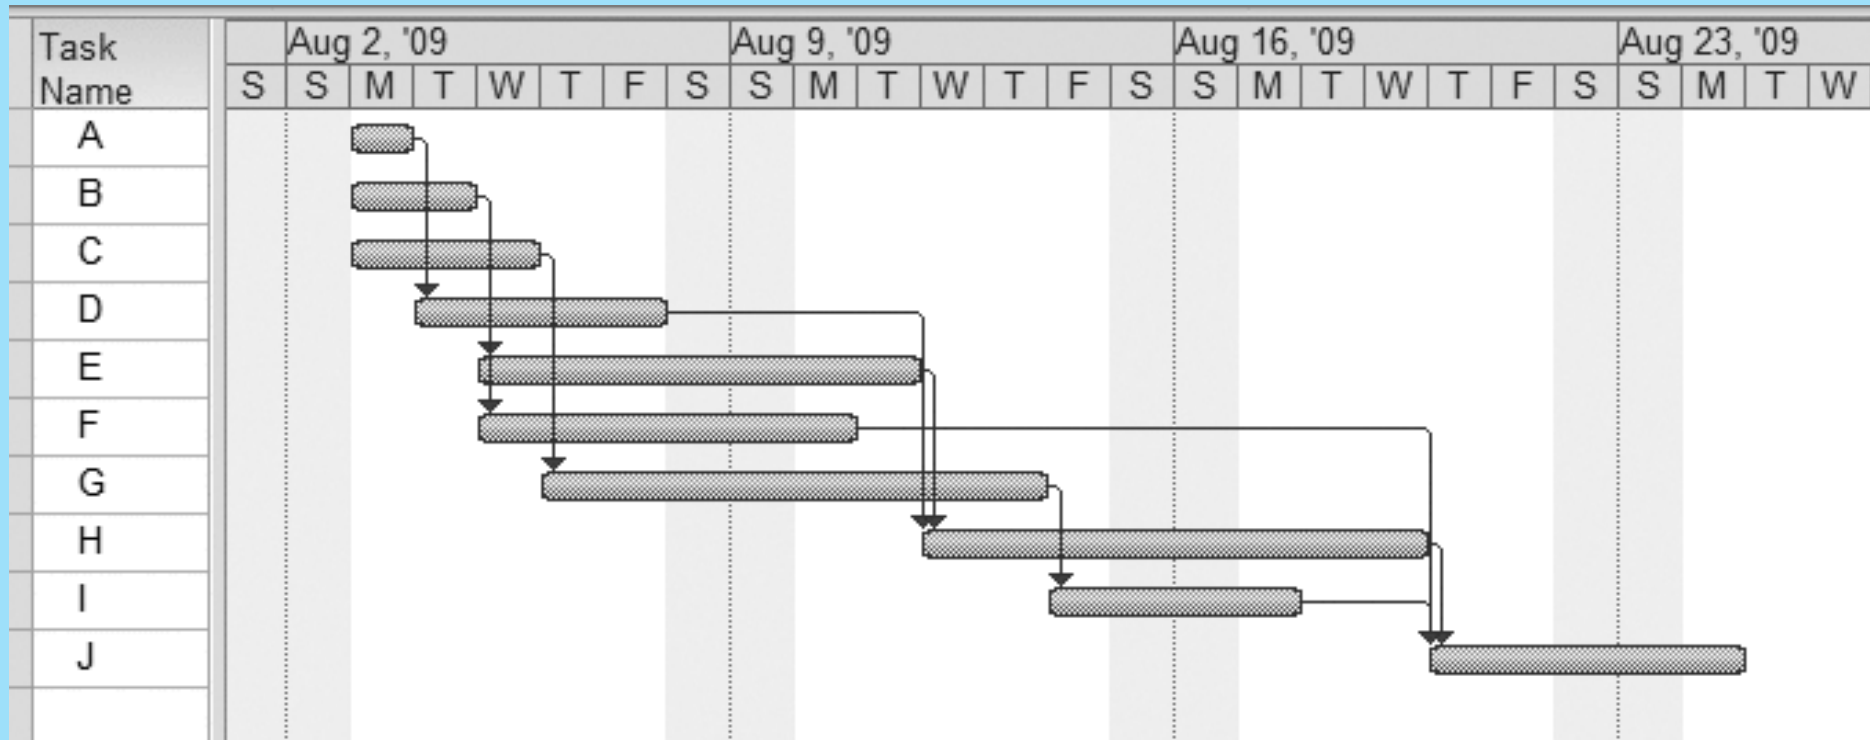 Task
Name
Aug 2, '09 Aug 9, '09 Aug 16, '09 Aug 23, '09
S S M T W T F S S M T W T F S S M T W T F S S M T W
A
B
C
D
E
F
G
H
I
J